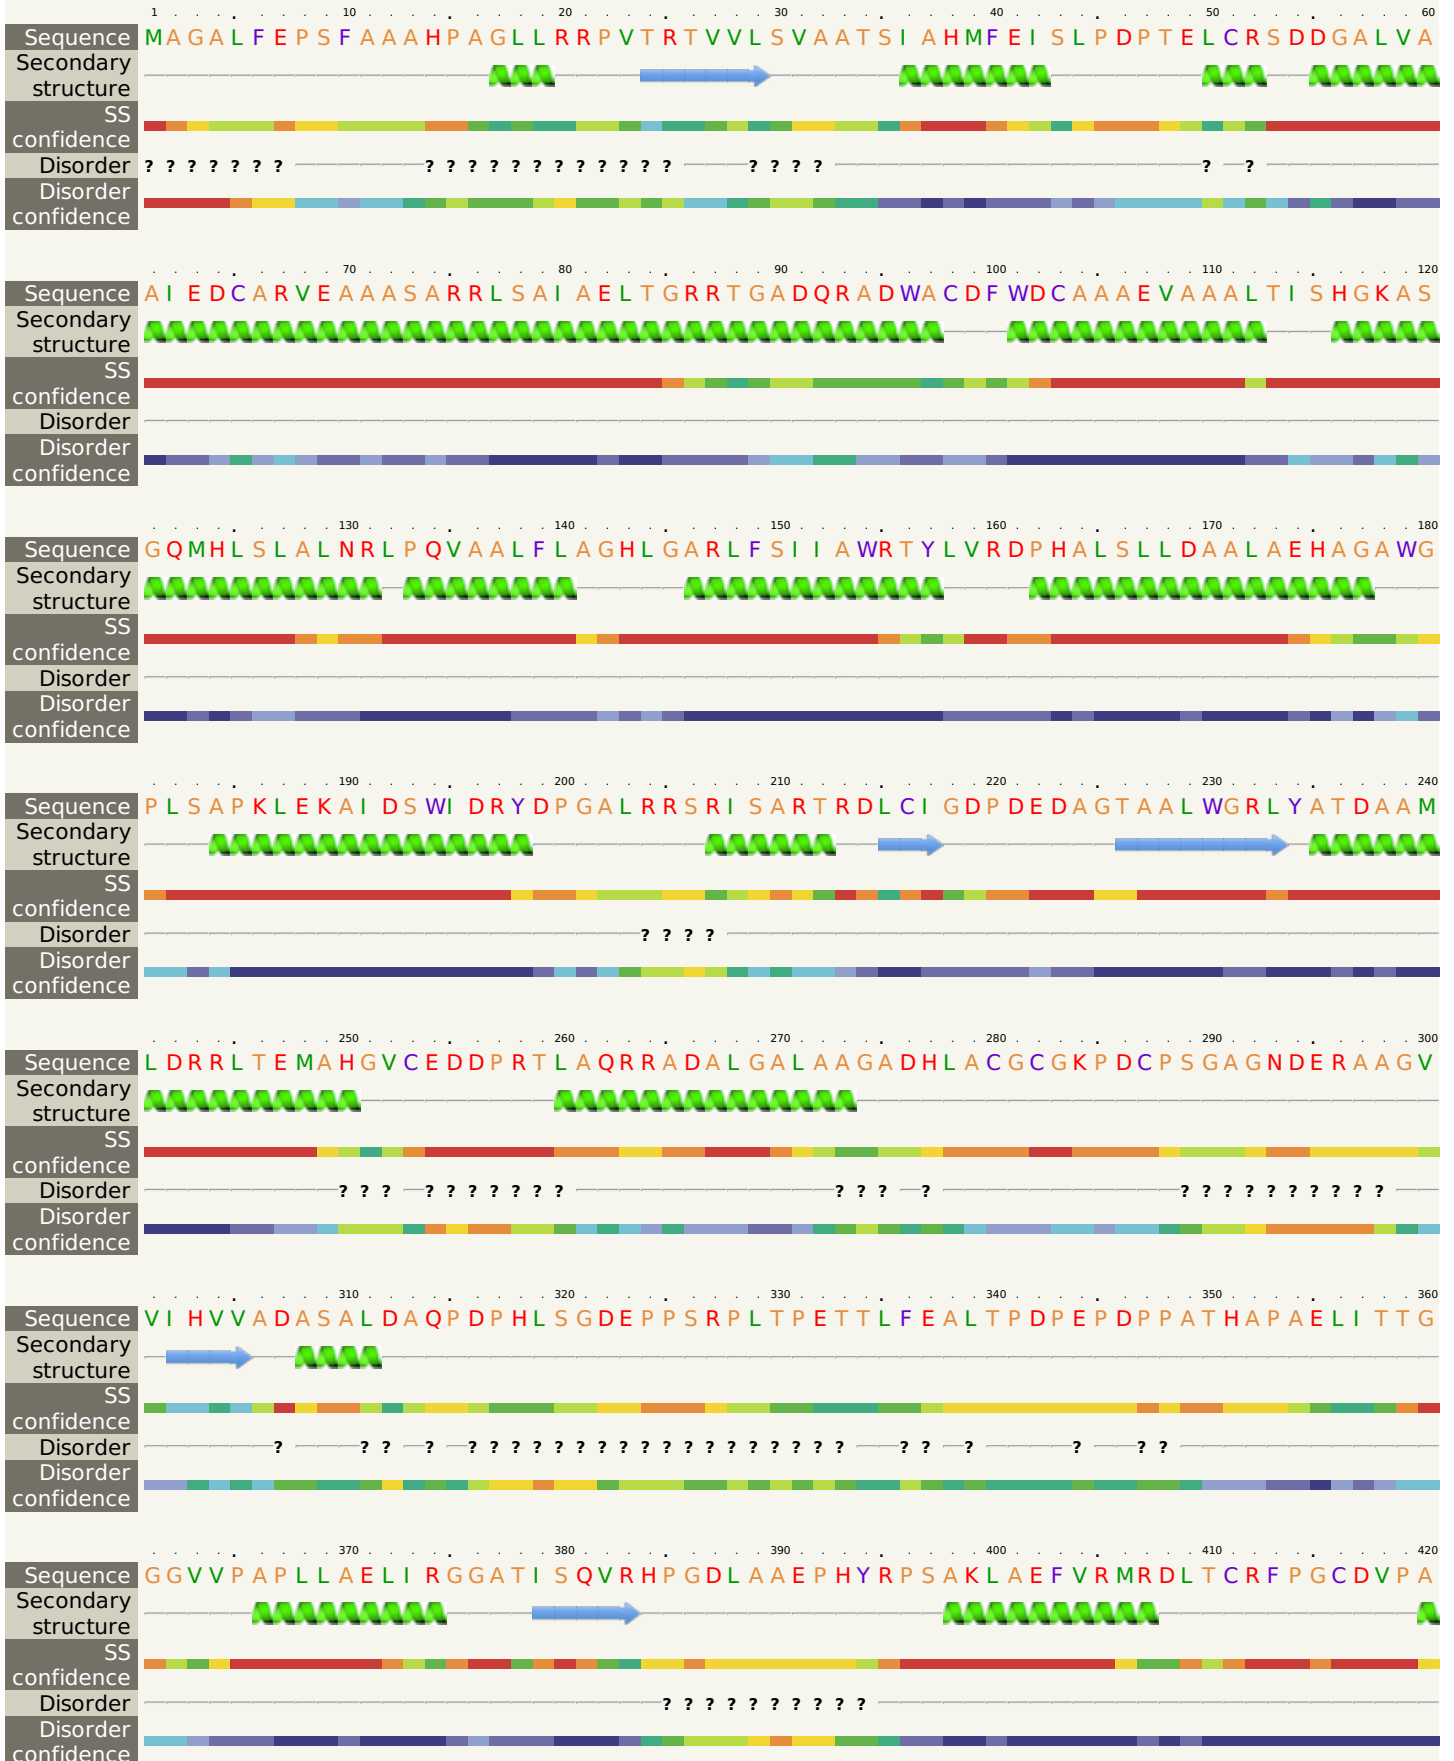 1 . . . . . . . . 10 . . . . . . . . . 20 . . . . . . . . . 30 . . . . . . . . . 40 . . . . . . . . . 50 . . . . . . . . . 60
Sequence MAGALFEPSFAAAHPAGLLRRPVTRTVVLSVAATSIAHMFEISLPDPTELCRSDDGALVA
Secondary
structure
SS
confidence
Disorder ? ? ? ? ? ? ? ? ? ? ? ? ? ? ? ? ? ? ? ? ? ? ? ? ?
Disorder
confidence
. . . . . . . . . 70 . . . . . . . . . 80 . . . . . . . . . 90 . . . . . . . . . 100 . . . . . . . . . 110 . . . . . . . . . 120
Sequence AIEDCARVEAAASARRLSAIAELTGRRTGADQRADWACDFWDCAAAEVAAALTISHGKAS
Secondary
structure
SS
confidence
Disorder
Disorder
confidence
. . . . . . . . . 130 . . . . . . . . . 140 . . . . . . . . . 150 . . . . . . . . . 160 . . . . . . . . . 170 . . . . . . . . . 180
Sequence GQMHLSLALNRLPQVAALFLAGHLGARLFSIIAWRTYLVRDPHALSLLDAALAEHAGAWG
Secondary
structure
SS
confidence
Disorder
Disorder
confidence
. . . . . . . . . 190 . . . . . . . . . 200 . . . . . . . . . 210 . . . . . . . . . 220 . . . . . . . . . 230 . . . . . . . . . 240
Sequence PLSAPKLEKAIDSWIDRYDPGALRRSRISARTRDLCIGDPDEDAGTAALWGRLYATDAAM
Secondary
structure
SS
confidence
Disorder ? ? ? ?
Disorder
confidence
. . . . . . . . . 250 . . . . . . . . . 260 . . . . . . . . . 270 . . . . . . . . . 280 . . . . . . . . . 290 . . . . . . . . . 300
Sequence LDRRLTEMAHGVCEDDPRTLAQRRADALGALAAGADHLACGCGKPDCPSGAGNDERAAGV
Secondary
structure
SS
confidence
Disorder ? ? ? ? ? ? ? ? ? ? ? ? ? ? ? ? ? ? ? ? ? ? ? ?
Disorder
confidence
. . . . . . . . . 310 . . . . . . . . . 320 . . . . . . . . . 330 . . . . . . . . . 340 . . . . . . . . . 350 . . . . . . . . . 360
Sequence VIHVVADASALDAQPDPHLSGDEPPSRPLTPETTLFEALTPDPEPDPPATHAPAELITTG
Secondary
structure
SS
confidence
Disorder ? ? ? ? ? ? ? ? ? ? ? ? ? ? ? ? ? ? ? ? ? ? ? ? ? ? ? ?
Disorder
confidence
. . . . . . . . . 370 . . . . . . . . . 380 . . . . . . . . . 390 . . . . . . . . . 400 . . . . . . . . . 410 . . . . . . . . . 420
Sequence GGVVPAPLLAELIRGGATISQVRHPGDLAAEPHYRPSAKLAEFVRMRDLTCRFPGCDVPA
Secondary
structure
SS
confidence
Disorder ? ? ? ? ? ? ? ? ? ?
Disorder
confidence